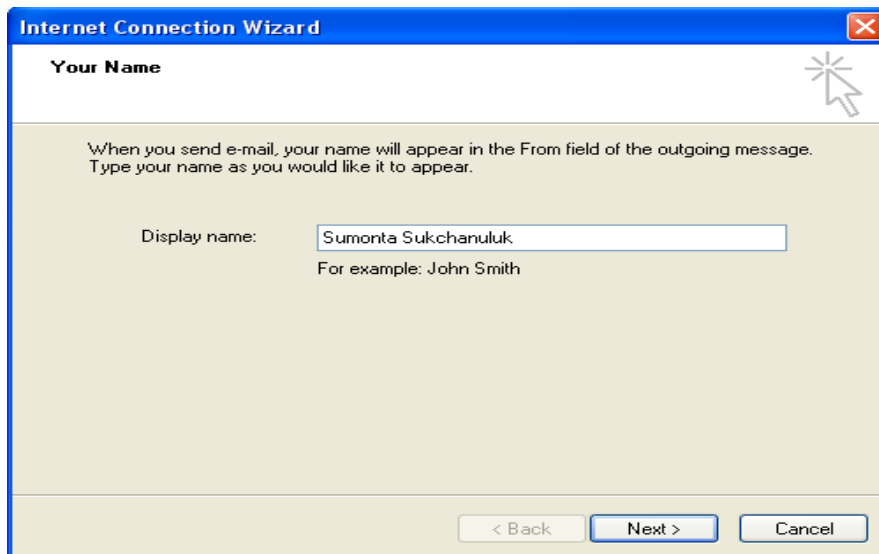 Internet Connection Wizard
Your Name
When you send e-mail, your name will appear in the From field of the outgoing message.
Type your name as you would like it to appear.
Display name: Sumonta Sukchanuluk
For example: John Smith
< Back Next > Cancel